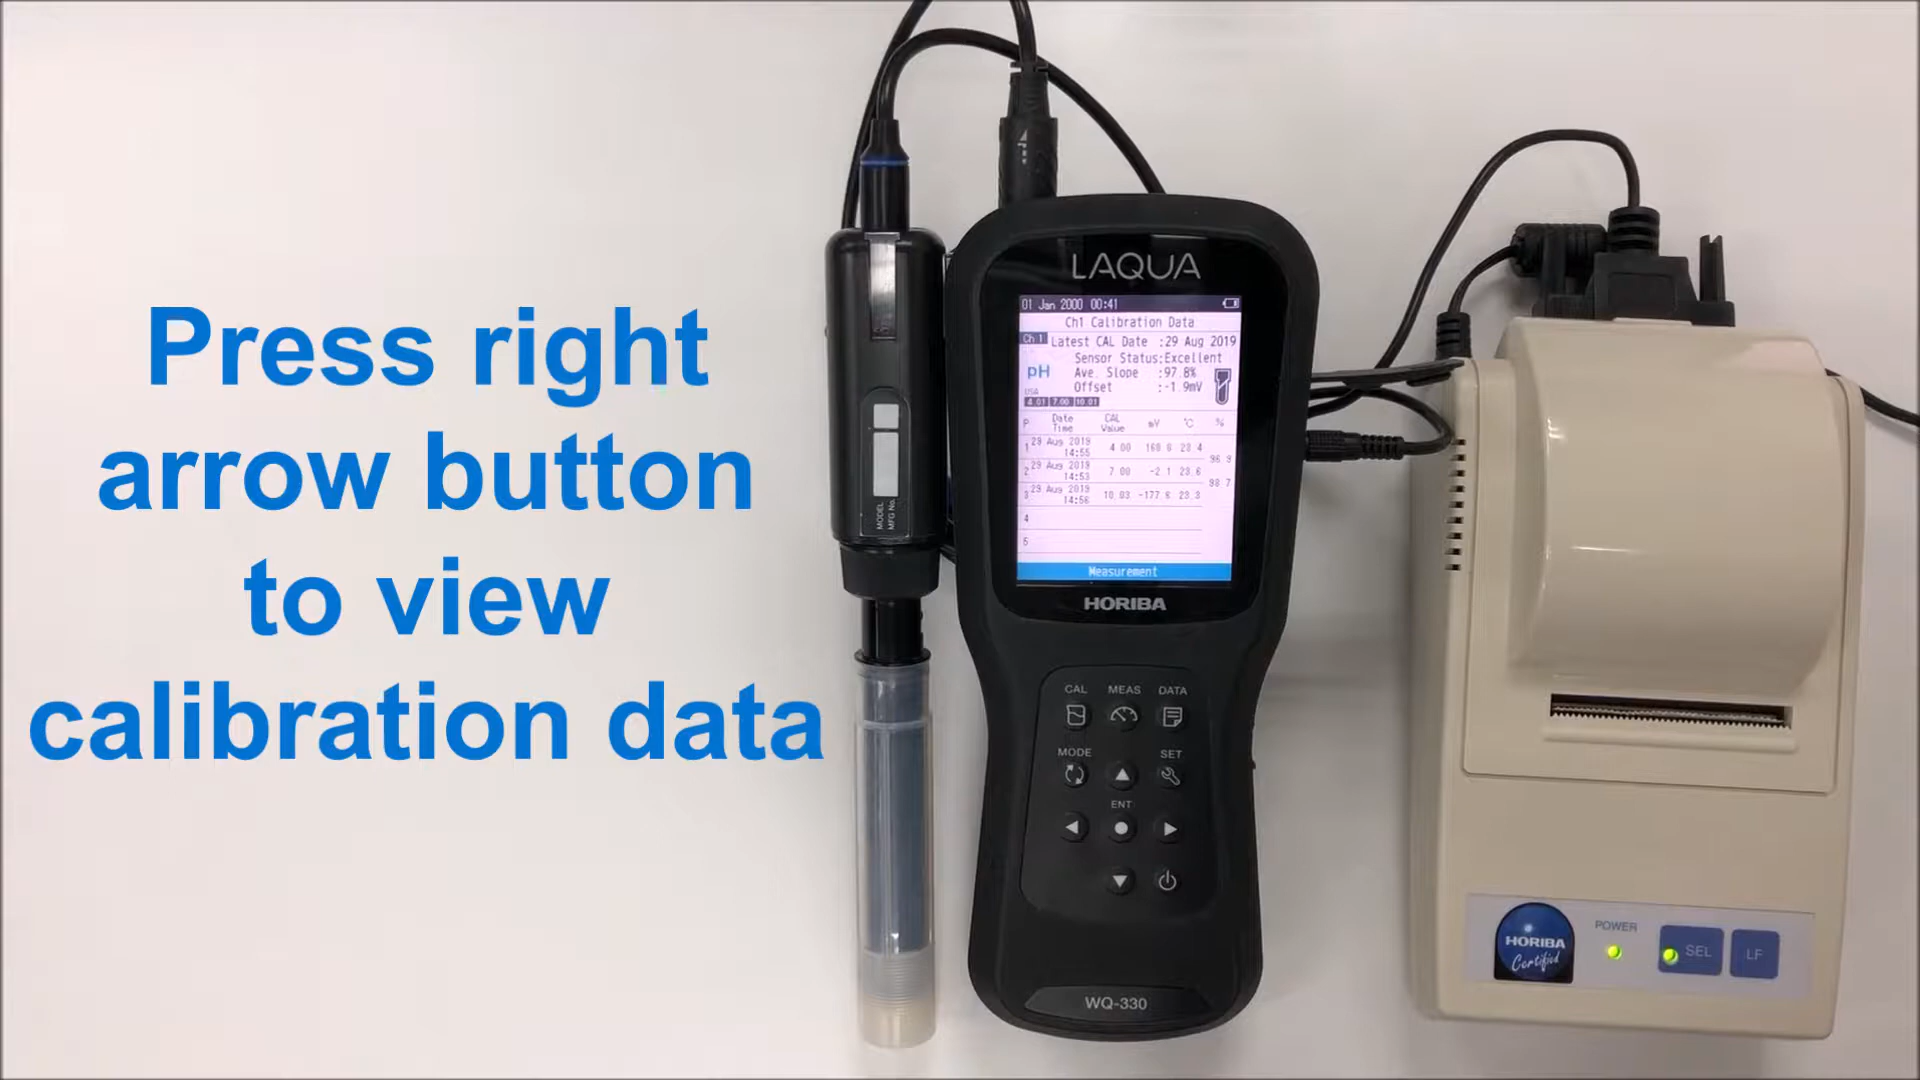 Press right
arrow button
to view
calibration data
MODEL
MFG No.
LAQUA
01 Jan 2000 00:41
Ch1 Calibration Data
Ch 1
Latest CAL Date :29 Aug 2019
Sensor Status:Excellent
pH
Ave. Slope :97.8%
Offset :-1.9mV
USA
4.01 7.00 10.01
P Date Time CAL Value mV °C %
1 29 Aug 2019 14:55 4.00 23.4
96.9
2 29 Aug 2019 14:53 7.00 -2.1 23.6
98.7
3 29 Aug 2019 14:56 10.03 -177.6 23.3
4
5
Measurement
HORIBA
CAL MEAS DATA
MODE SET
ENT
WQ-330
HORIBA
Certified
POWER
SEL
LF